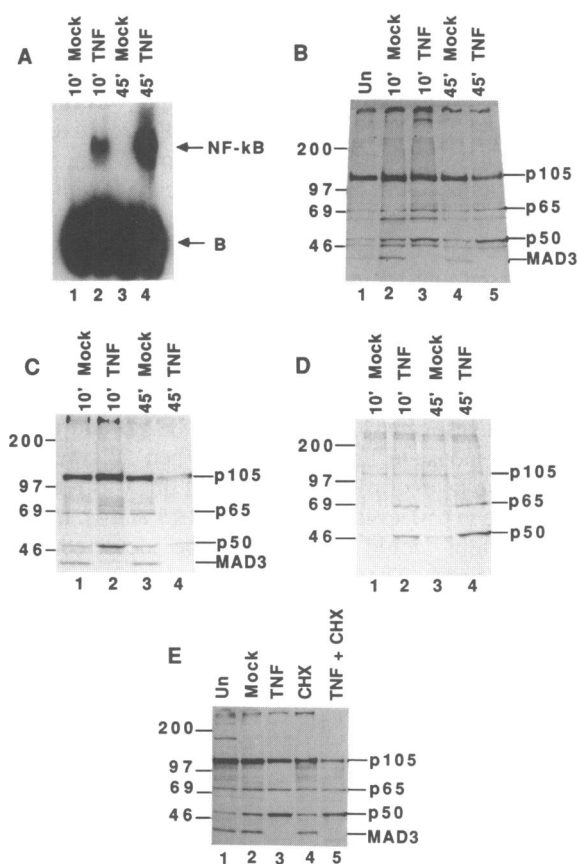 A
10' Mock
10' TNF
45' Mock
45' TNF
NF-kB
B
1 2 3 4
B
Un
10' Mock
10' TNF
45' Mock
45' TNF
200
97
69
46
p105
p65
p50
MAD3
1 2 3 4 5
C
10' Mock
10' TNF
45' Mock
45' TNF
200
97
69
46
p105
p65
p50
MAD3
1 2 3 4
D
10' Mock
10' TNF
45' Mock
45' TNF
200
97
69
46
p105
p65
p50
1 2 3 4
E
Un
Mock
TNF
CHX
TNF + CHX
200
97
69
46
p105
p65
p50
MAD3
1 2 3 4 5